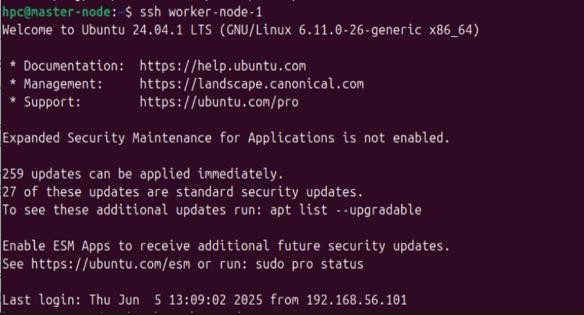 hpc@master-node:~$ ssh worker-node-1
Welcome to Ubuntu 24.04.1 LTS (GNU/Linux 6.11.0-26-generic x86_64)
* Documentation: https://help.ubuntu.com
* Management: https://landscape.canonical.com
* Support: https://ubuntu.com/pro
Expanded Security Maintenance for Applications is not enabled.
259 updates can be applied immediately.
27 of these updates are standard security updates.
To see these additional updates run: apt list --upgradable
Enable ESM Apps to receive additional future security updates.
See https://ubuntu.com/esm or run: sudo pro status
Last login: Thu Jun  5 13:09:02 2025 from 192.168.56.101